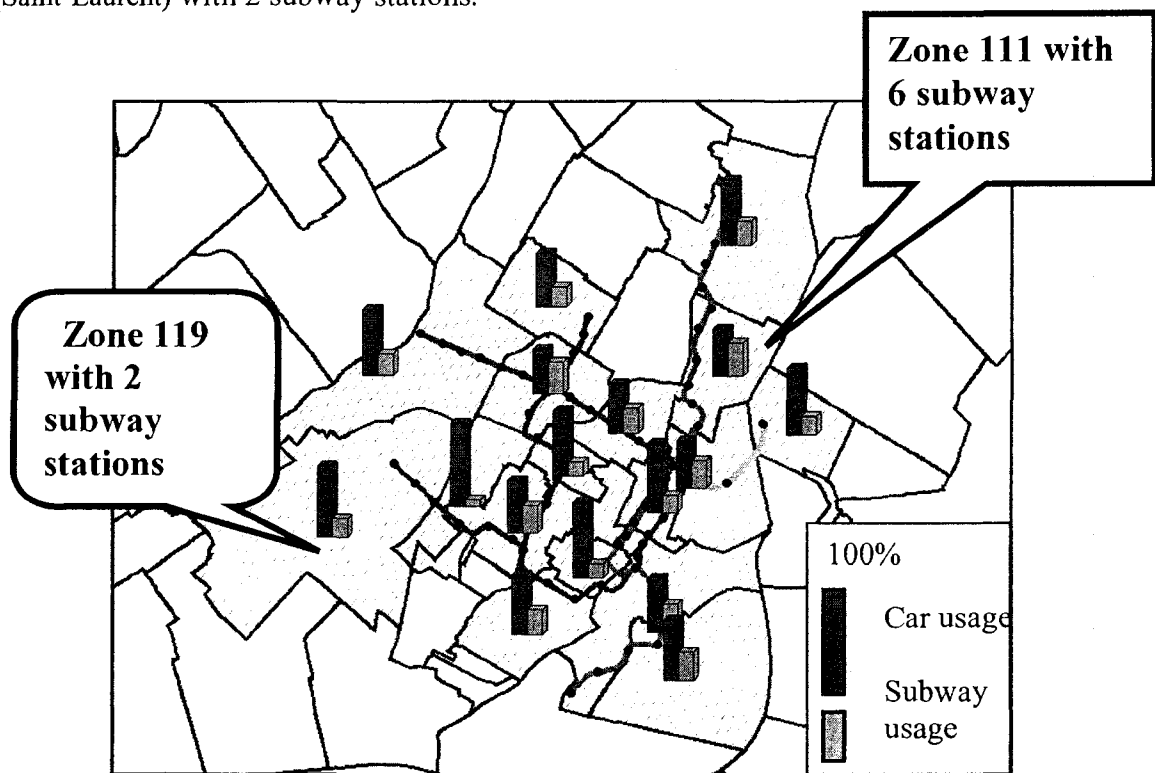 (Saint-Laurent) with 2 subway stations.
Zone 111 with
6 subway
stations
Zone 119
with 2
subway
stations
100%
Car usage
Subway
usage